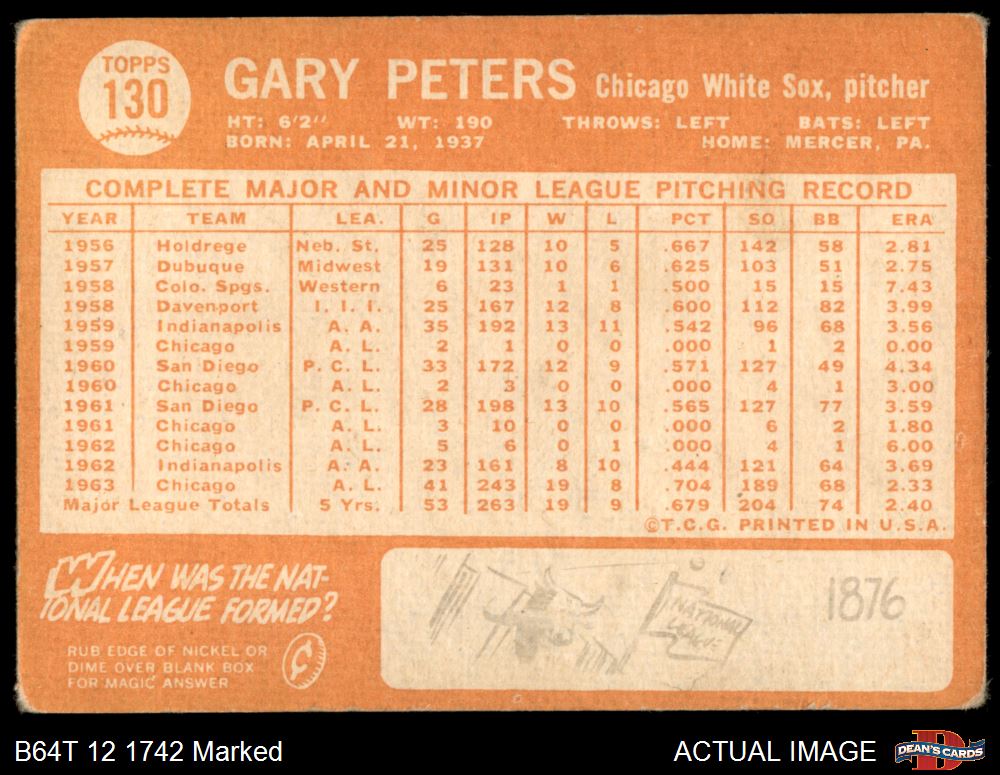 TOPPS
130
GARY PETERS Chicago White Sox, pitcher
HT: 6'2" WT: 190 THROWS: LEFT BATS: LEFT
BORN: APRIL 21, 1937 HOME: MERCER, PA.
COMPLETE MAJOR AND MINOR LEAGUE PITCHING RECORD
YEAR TEAM LEA. G IP W L PCT SO BB ERA
1956 Holdrege Neb. St. 25 128 10 5 .667 142 58 2.81
1957 Dubuque Midwest 19 131 10 6 .625 103 51 2.75
1958 Colo. Spgs. Western 6 23 1 1 .500 15 15 7.43
1958 Davenport I. I. I. 25 167 12 8 .600 112 82 3.99
1959 Indianapolis A. A. 35 192 13 11 .542 96 68 3.56
1959 Chicago A. L. 2 1 0 0 .000 1 2 0.00
1960 San Diego P. C. L. 33 172 12 9 .571 127 49 4.34
1960 Chicago A. L. 2 3 0 0 .000 4 1 3.00
1961 San Diego P. C. L. 28 198 13 10 .565 127 77 3.59
1961 Chicago A. L. 3 10 0 0 .000 6 2 1.80
1962 Chicago A. L. 5 6 0 1 .000 4 1 6.00
1962 Indianapolis A. A. 23 161 8 10 .444 121 64 3.69
1963 Chicago A. L. 41 243 19 8 .704 189 68 2.33
Major League Totals 5 Yrs. 53 263 19 9 .679 204 74 2.40
©T.C.G. PRINTED IN U.S.A.
WHEN WAS THE NAT-
IONAL LEAGUE FORMED?
RUB EDGE OF NICKEL OR
DIME OVER BLANK BOX
FOR MAGIC ANSWER
NATIONAL
LEAGUE
1876
B64T 12 1742 Marked
ACTUAL IMAGE
DEAN'S CARDS